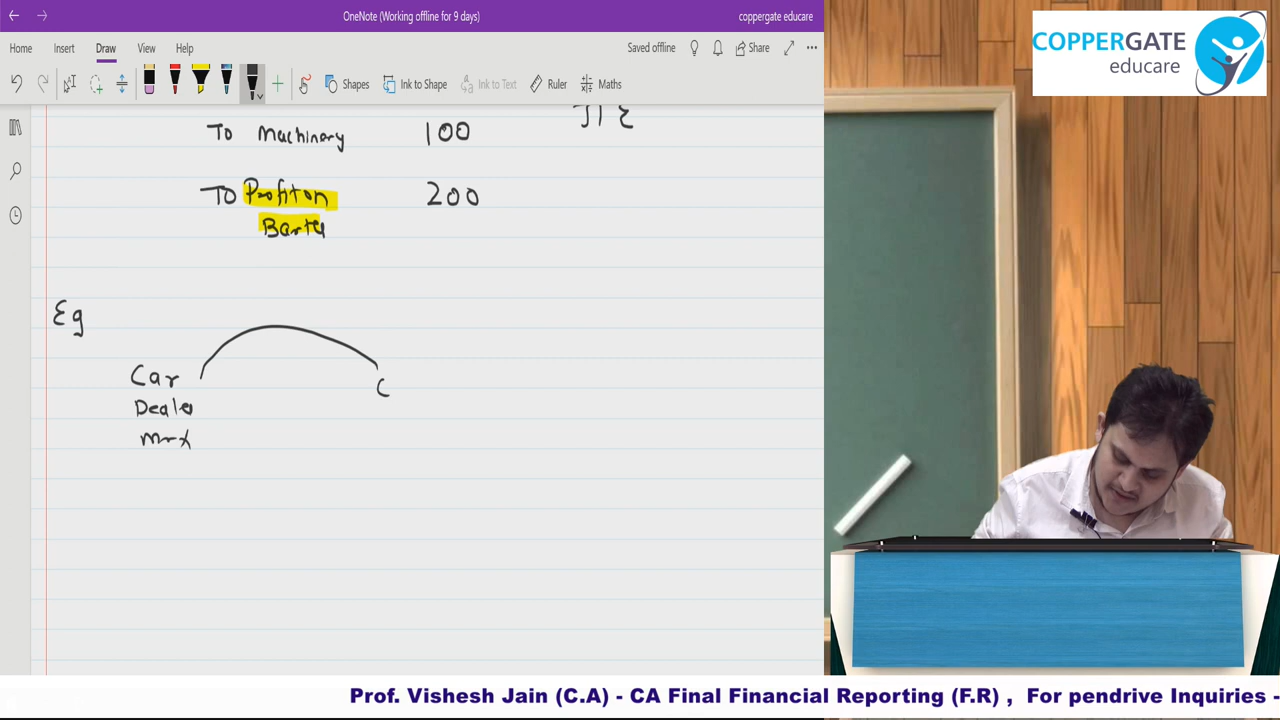 OneNote (Working offline for 9 days)
coppergate educare
Home Insert Draw View Help
Saved offline
Share
Shapes
Ink to Shape
Ink to Text
Ruler
Maths
To Machinery 100
To Profit on 200
Barter
Eg
Car
Dealer
Mr X
C
COPPERGATE
educare
Prof. Vishesh Jain (C.A) - CA Final Financial Reporting (F.R) , For pendrive Inquiries -